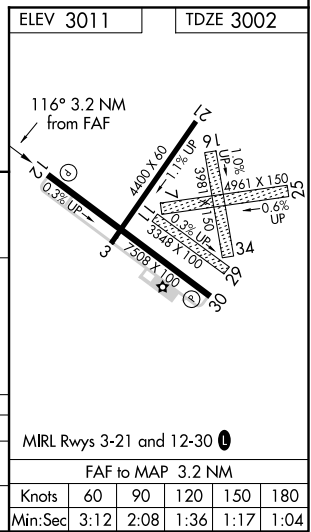 ELEV 3011
TDZE 3002
116° 3.2 NM
from FAF
12
P
0.3% UP
21
4400 X 60
1.1% UP
16
1.0%
UP
3981 X 150
7
4961 X 150
25
0.6%
UP
11
0.3% UP
3348 X 100
3
7508 X 100
34
29
P
30
MIRL Rwys 3-21 and 12-30 L
FAF to MAP 3.2 NM
Knots 60 90 120 150 180
Min:Sec 3:12 2:08 1:36 1:17 1:04